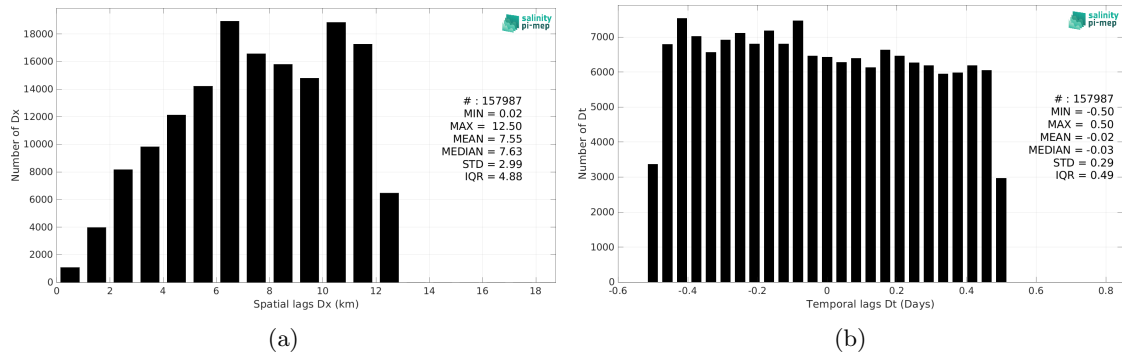 salinity
pi-mep
18000
16000
14000
12000
10000
8000
6000
4000
2000
0
Number of Dx
# : 157987
MIN = 0.02
MAX = 12.50
MEAN = 7.55
MEDIAN = 7.63
STD = 2.99
IQR = 4.88
0 2 4 6 8 10 12 14 16 18
Spatial lags Dx (km)
(a)
salinity
pi-mep
7000
6000
5000
4000
3000
2000
1000
0
Number of Dt
# : 157987
MIN = -0.50
MAX = 0.50
MEAN = -0.02
MEDIAN = -0.03
STD = 0.29
IQR = 0.49
-0.6 -0.4 -0.2 0 0.2 0.4 0.6 0.8
Temporal lags Dt (Days)
(b)